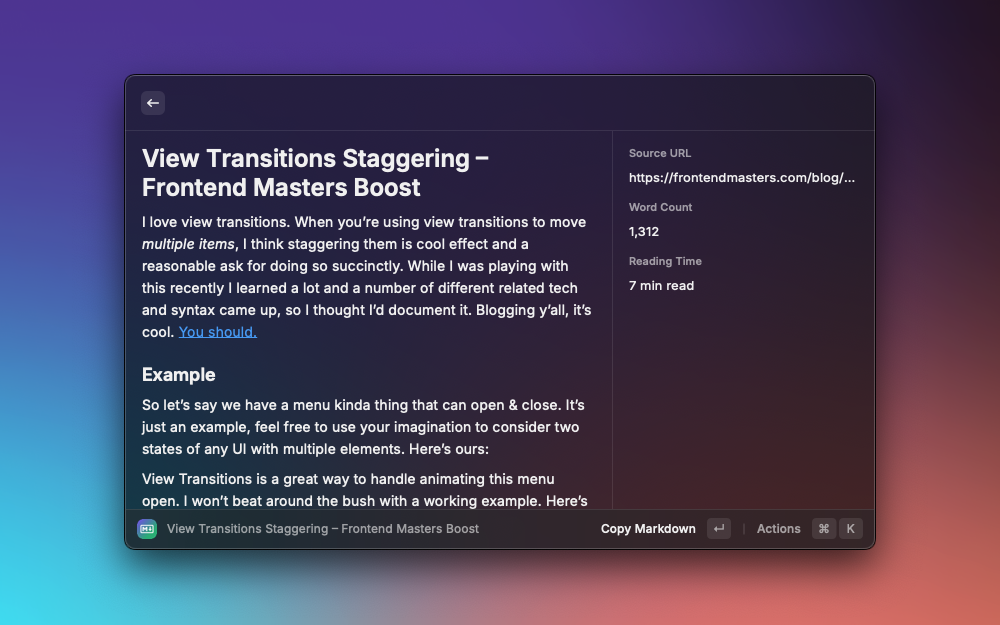 View Transitions Staggering –
Frontend Masters Boost
I love view transitions. When you’re using view transitions to move
multiple items, I think staggering them is cool effect and a
reasonable ask for doing so succinctly. While I was playing with
this recently I learned a lot and a number of different related tech
and syntax came up, so I thought I’d document it. Blogging y’all, it’s
cool. You should.
Example
So let’s say we have a menu kinda thing that can open & close. It’s
just an example, feel free to use your imagination to consider two
states of any UI with multiple elements. Here’s ours:
View Transitions is a great way to handle animating this menu
open. I won’t beat around the bush with a working example. Here’s
Source URL
https://frontendmasters.com/blog/...
Word Count
1,312
Reading Time
7 min read
View Transitions Staggering – Frontend Masters Boost
Copy Markdown ↵ Actions ⌘ K